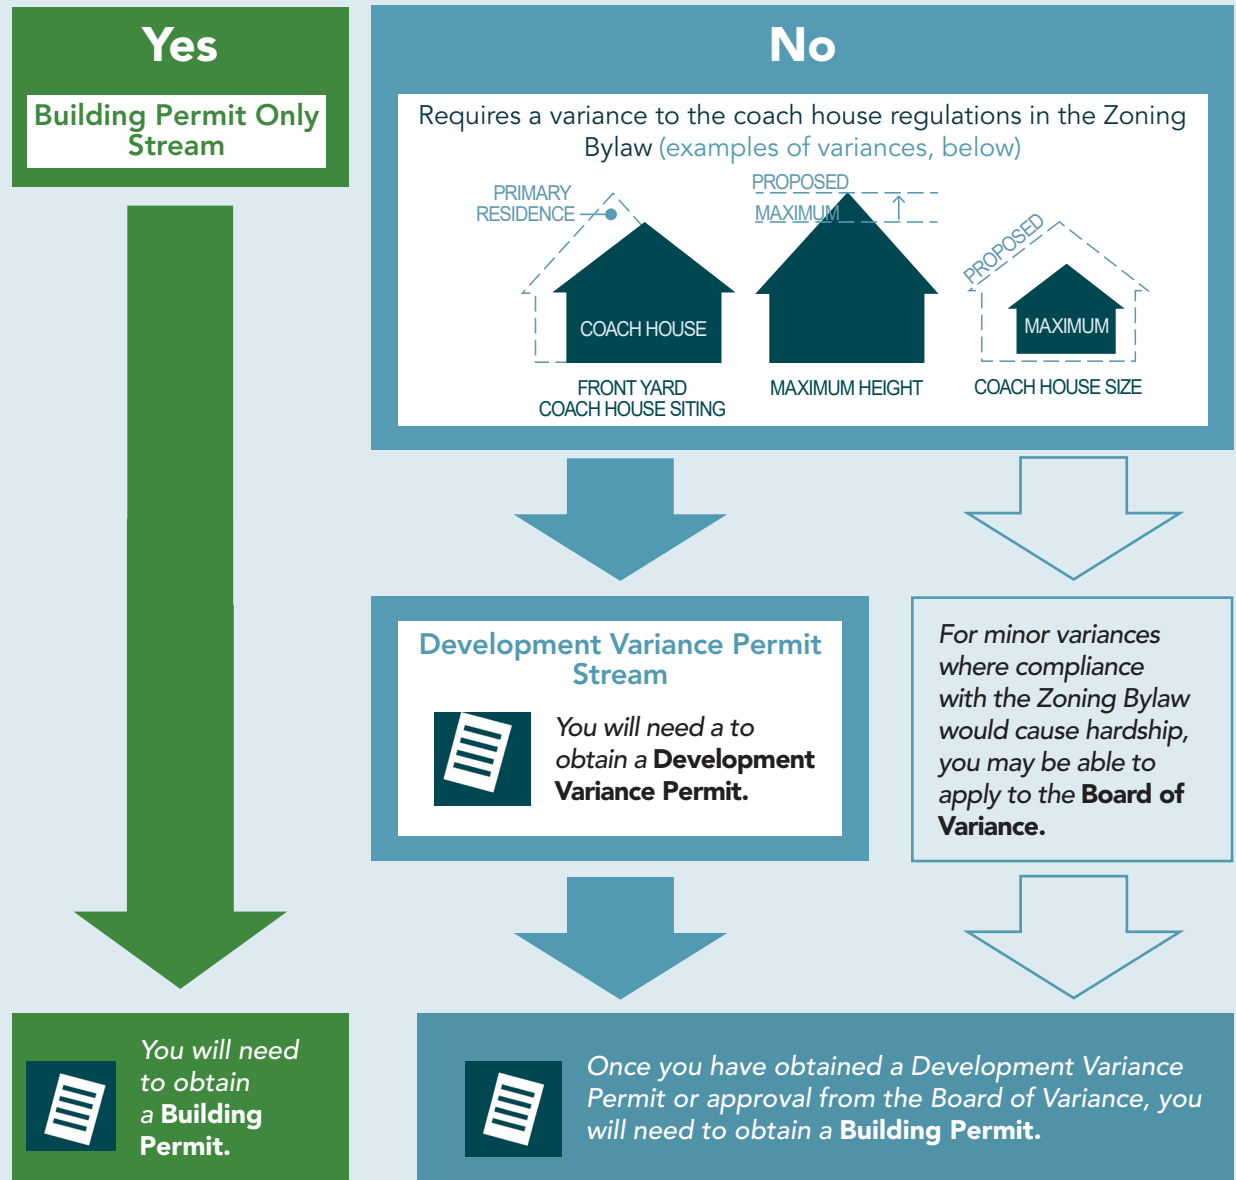 Yes
Building Permit Only
Stream
No
Requires a variance to the coach house regulations in the Zoning
Bylaw (examples of variances, below)
PRIMARY
RESIDENCE
COACH HOUSE
FRONT YARD
COACH HOUSE SITING
PROPOSED
MAXIMUM
MAXIMUM HEIGHT
PROPOSED
MAXIMUM
COACH HOUSE SIZE
Development Variance Permit
Stream
You will need a to
obtain a Development
Variance Permit.
For minor variances
where compliance
with the Zoning Bylaw
would cause hardship,
you may be able to
apply to the Board of
Variance.
You will need
to obtain
a Building
Permit.
Once you have obtained a Development Variance
Permit or approval from the Board of Variance, you
will need to obtain a Building Permit.